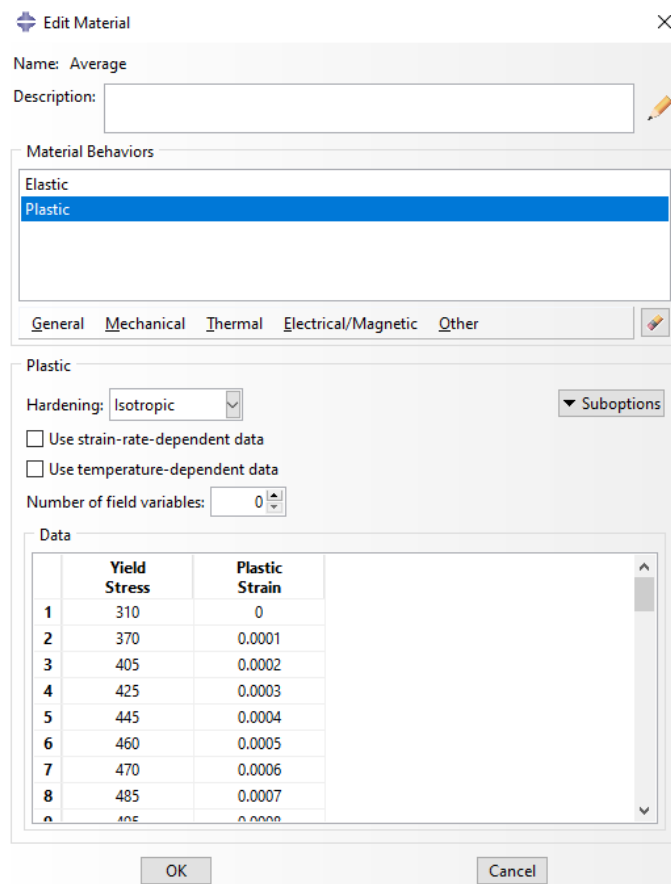 Edit Material
Name: Average
Description:
Material Behaviors
Elastic
Plastic
General Mechanical Thermal Electrical/Magnetic Other
Plastic
Hardening: Isotropic Suboptions
Use strain-rate-dependent data
Use temperature-dependent data
Number of field variables: 0
Data
Yield Stress Plastic Strain
1 310 0
2 370 0.0001
3 405 0.0002
4 425 0.0003
5 445 0.0004
6 460 0.0005
7 470 0.0006
8 485 0.0007
OK Cancel